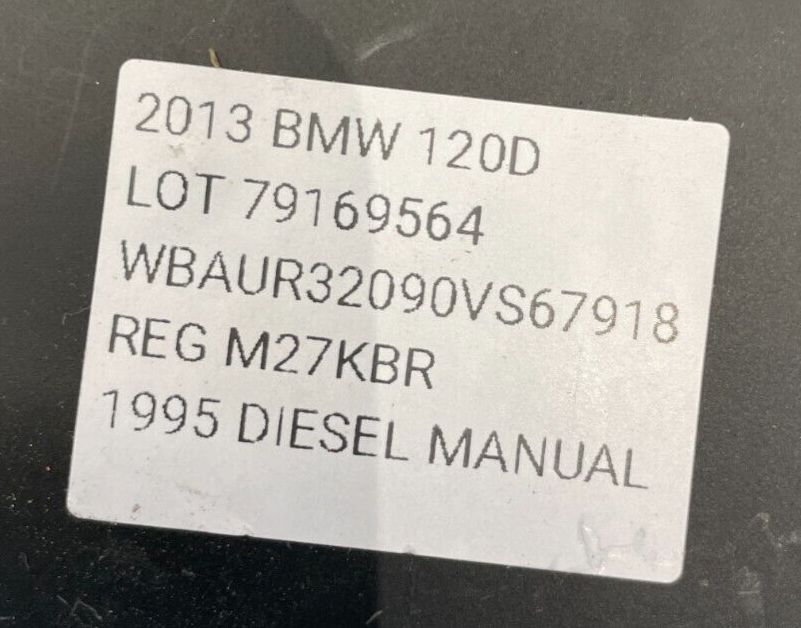 2013 BMW 120D
LOT 79169564
WBAUR32090VS67918
REG M27KBR
1995 DIESEL MANUAL